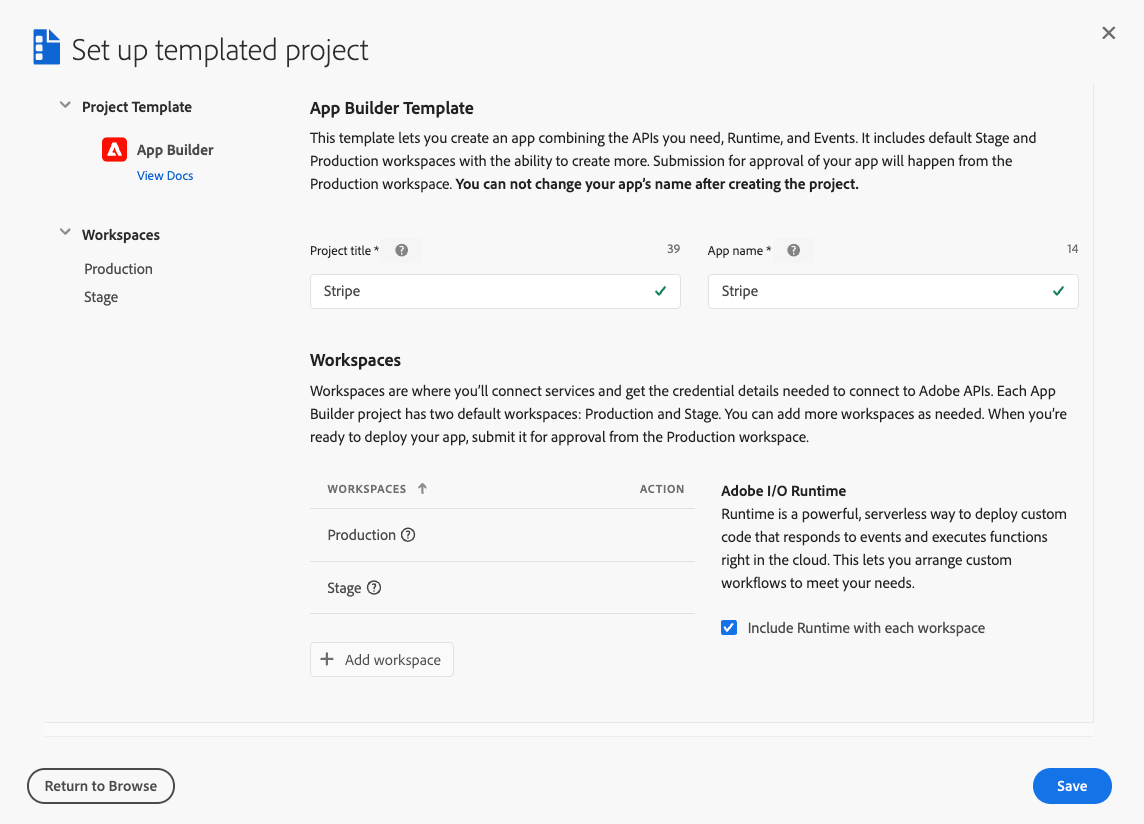 Set up templated project
Project Template
App Builder
View Docs
Workspaces
Production
Stage
App Builder Template
This template lets you create an app combining the APIs you need, Runtime, and Events. It includes default Stage and
Production workspaces with the ability to create more. Submission for approval of your app will happen from the
Production workspace. You can not change your app’s name after creating the project.
Project title * 39
Stripe
App name * 14
Stripe
Workspaces
Workspaces are where you’ll connect services and get the credential details needed to connect to Adobe APIs. Each App
Builder project has two default workspaces: Production and Stage. You can add more workspaces as needed. When you’re
ready to deploy your app, submit it for approval from the Production workspace.
WORKSPACES ACTION
Production
Stage
Add workspace
Adobe I/O Runtime
Runtime is a powerful, serverless way to deploy custom
code that responds to events and executes functions
right in the cloud. This lets you arrange custom
workflows to meet your needs.
Include Runtime with each workspace
Return to Browse
Save